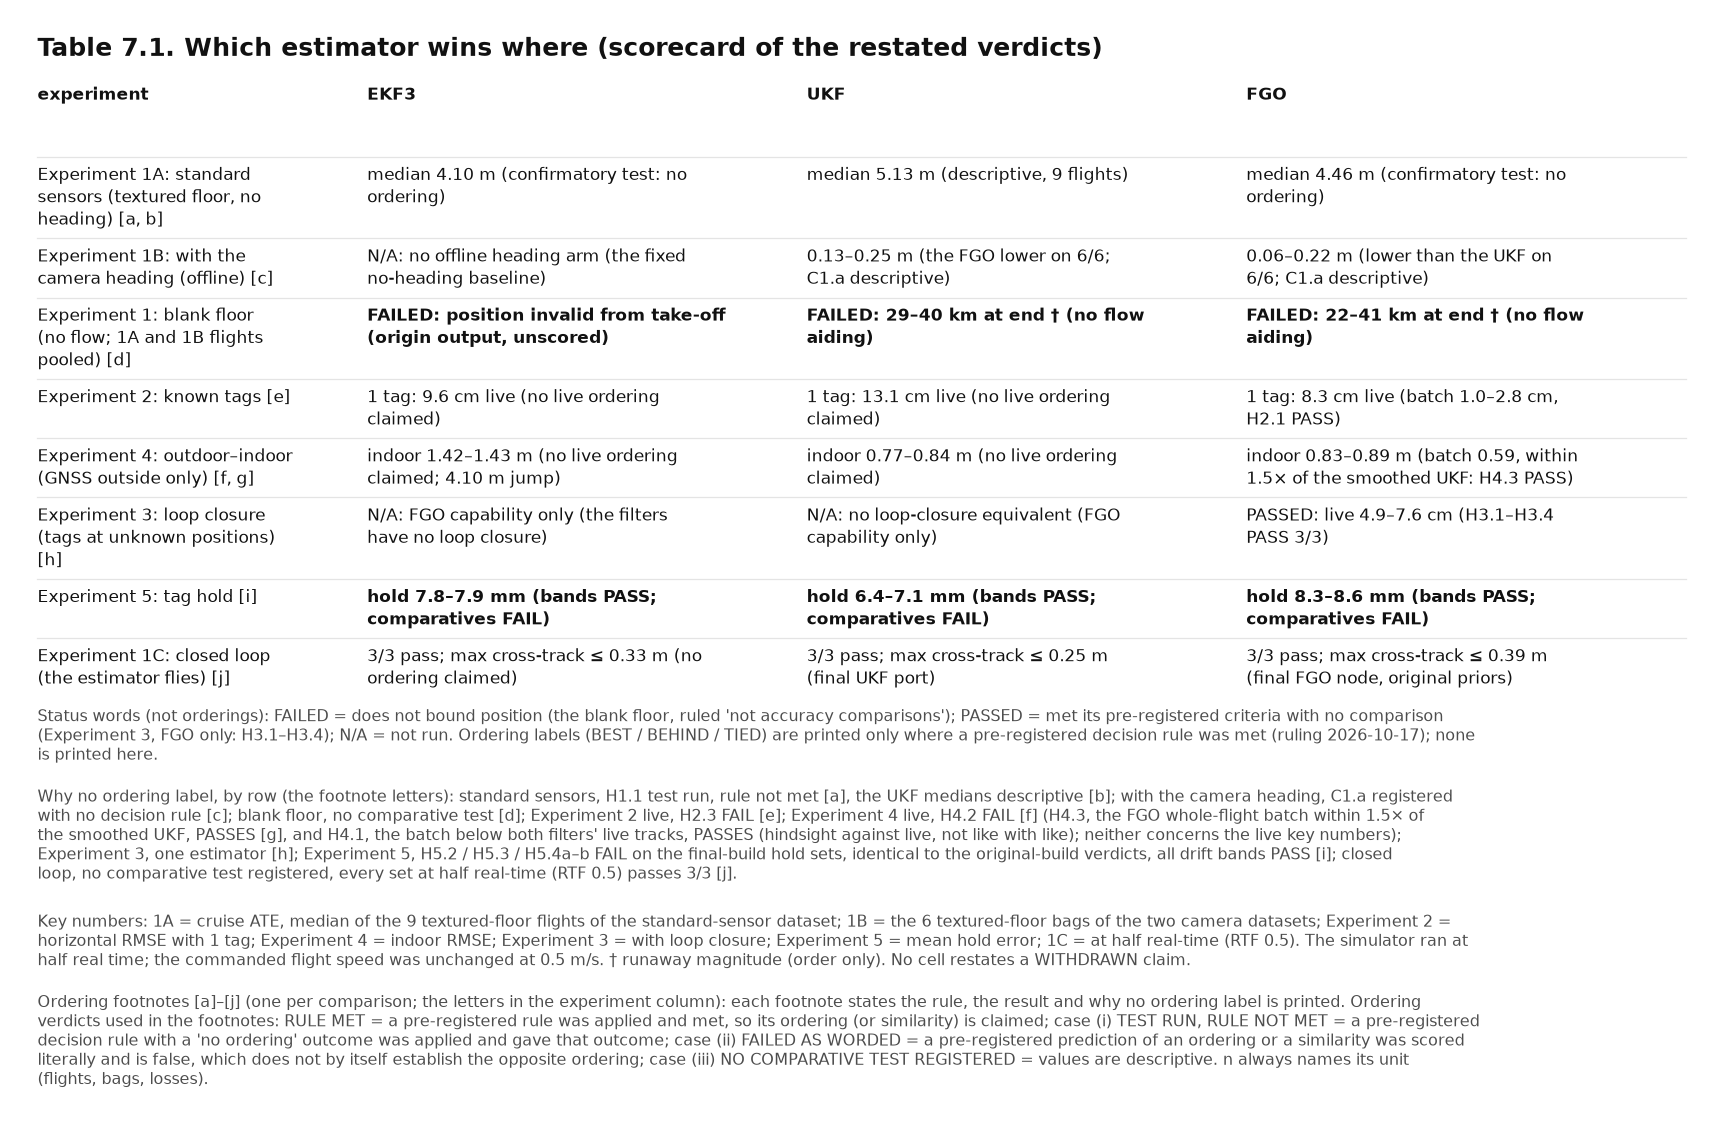 Table 7.1. Which estimator wins where (scorecard of the restated verdicts)
experiment EKF3 UKF FGO
Experiment 1A: standard sensors (textured floor, no heading) [a, b]
median 4.10 m (confirmatory test: no ordering)
median 5.13 m (descriptive, 9 flights)
median 4.46 m (confirmatory test: no ordering)
Experiment 1B: with the camera heading (offline) [c]
N/A: no offline heading arm (the fixed no-heading baseline)
0.13–0.25 m (the FGO lower on 6/6; C1.a descriptive)
0.06–0.22 m (lower than the UKF on 6/6; C1.a descriptive)
Experiment 1: blank floor (no flow; 1A and 1B flights pooled) [d]
FAILED: position invalid from take-off (origin output, unscored)
FAILED: 29–40 km at end † (no flow aiding)
FAILED: 22–41 km at end † (no flow aiding)
Experiment 2: known tags [e]
1 tag: 9.6 cm live (no live ordering claimed)
1 tag: 13.1 cm live (no live ordering claimed)
1 tag: 8.3 cm live (batch 1.0–2.8 cm, H2.1 PASS)
Experiment 4: outdoor–indoor (GNSS outside only) [f, g]
indoor 1.42–1.43 m (no live ordering claimed; 4.10 m jump)
indoor 0.77–0.84 m (no live ordering claimed)
indoor 0.83–0.89 m (batch 0.59, within 1.5× of the smoothed UKF: H4.3 PASS)
Experiment 3: loop closure (tags at unknown positions) [h]
N/A: FGO capability only (the filters have no loop closure)
N/A: no loop-closure equivalent (FGO capability only)
PASSED: live 4.9–7.6 cm (H3.1–H3.4 PASS 3/3)
Experiment 5: tag hold [i]
hold 7.8–7.9 mm (bands PASS; comparatives FAIL)
hold 6.4–7.1 mm (bands PASS; comparatives FAIL)
hold 8.3–8.6 mm (bands PASS; comparatives FAIL)
Experiment 1C: closed loop (the estimator flies) [j]
3/3 pass; max cross-track ≤ 0.33 m (no ordering claimed)
3/3 pass; max cross-track ≤ 0.25 m (final UKF port)
3/3 pass; max cross-track ≤ 0.39 m (final FGO node, original priors)
Status words (not orderings): FAILED = does not bound position (the blank floor, ruled 'not accuracy comparisons'); PASSED = met its pre-registered criteria with no comparison
(Experiment 3, FGO only: H3.1–H3.4); N/A = not run. Ordering labels (BEST / BEHIND / TIED) are printed only where a pre-registered decision rule was met (ruling 2026-10-17); none
is printed here.
Why no ordering label, by row (the footnote letters): standard sensors, H1.1 test run, rule not met [a], the UKF medians descriptive [b]; with the camera heading, C1.a registered
with no decision rule [c]; blank floor, no comparative test [d]; Experiment 2 live, H2.3 FAIL [e]; Experiment 4 live, H4.2 FAIL [f] (H4.3, the FGO whole-flight batch within 1.5× of
the smoothed UKF, PASSES [g], and H4.1, the batch below both filters' live tracks, PASSES (hindsight against live, not like with like); neither concerns the live key numbers);
Experiment 3, one estimator [h]; Experiment 5, H5.2 / H5.3 / H5.4a–b FAIL on the final-build hold sets, identical to the original-build verdicts, all drift bands PASS [i]; closed
loop, no comparative test registered, every set at half real-time (RTF 0.5) passes 3/3 [j].
Key numbers: 1A = cruise ATE, median of the 9 textured-floor flights of the standard-sensor dataset; 1B = the 6 textured-floor bags of the two camera datasets; Experiment 2 =
horizontal RMSE with 1 tag; Experiment 4 = indoor RMSE; Experiment 3 = with loop closure; Experiment 5 = mean hold error; 1C = at half real-time (RTF 0.5). The simulator ran at
half real time; the commanded flight speed was unchanged at 0.5 m/s. † runaway magnitude (order only). No cell restates a WITHDRAWN claim.
Ordering footnotes [a]–[j] (one per comparison; the letters in the experiment column): each footnote states the rule, the result and why no ordering label is printed. Ordering
verdicts used in the footnotes: RULE MET = a pre-registered rule was applied and met, so its ordering (or similarity) is claimed; case (i) TEST RUN, RULE NOT MET = a pre-registered
decision rule with a 'no ordering' outcome was applied and gave that outcome; case (ii) FAILED AS WORDED = a pre-registered prediction of an ordering or a similarity was scored
literally and is false, which does not by itself establish the opposite ordering; case (iii) NO COMPARATIVE TEST REGISTERED = values are descriptive. n always names its unit
(flights, bags, losses).